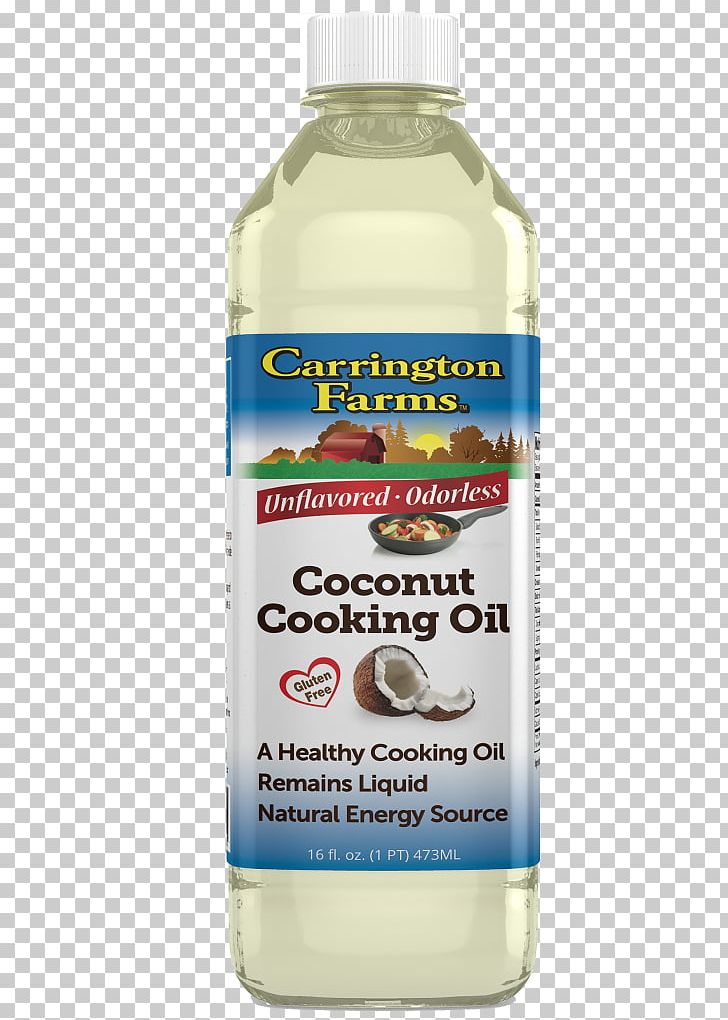 Carrington
Farms™
Unflavored · Odorless
Coconut
Cooking Oil
Gluten
Free
A Healthy Cooking Oil
Remains Liquid
Natural Energy Source
16 fl. oz. (1 PT) 473ML